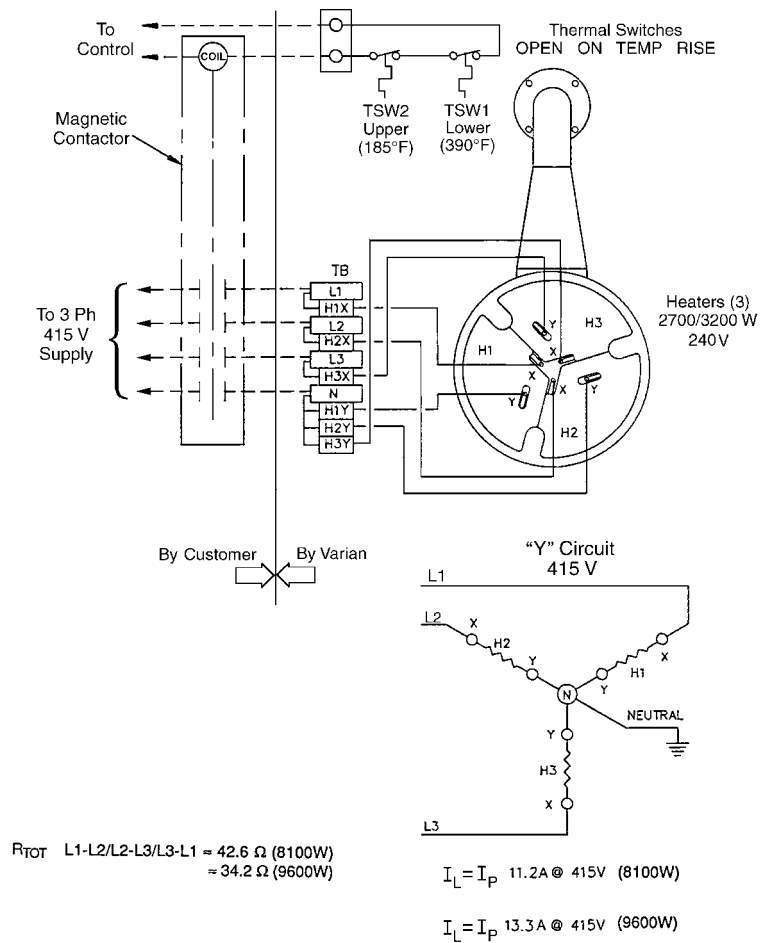 To
Control
COIL
Magnetic
Contactor
Thermal Switches
OPEN ON TEMP RISE
TSW2
Upper
(185°F)
TSW1
Lower
(390°F)
To 3 Ph
415 V
Supply
TB
L1
H1X
L2
H2X
L3
H3X
N
H1Y
H2Y
H3Y
Y
H3
X
H1
X
Y
X
Y
H2
Heaters (3)
2700/3200 W
240V
By Customer
By Varian
"Y" Circuit
415 V
L1
L2
X
H2
Y
X
H1
Y
N
NEUTRAL
Y
H3
X
L3
RTOT L1-L2/L2-L3/L3-L1 = 42.6 Ω (8100W)
= 34.2 Ω (9600W)
IL=IP 11.2A@ 415V (8100W)
IL=IP 13.3A@ 415V (9600W)